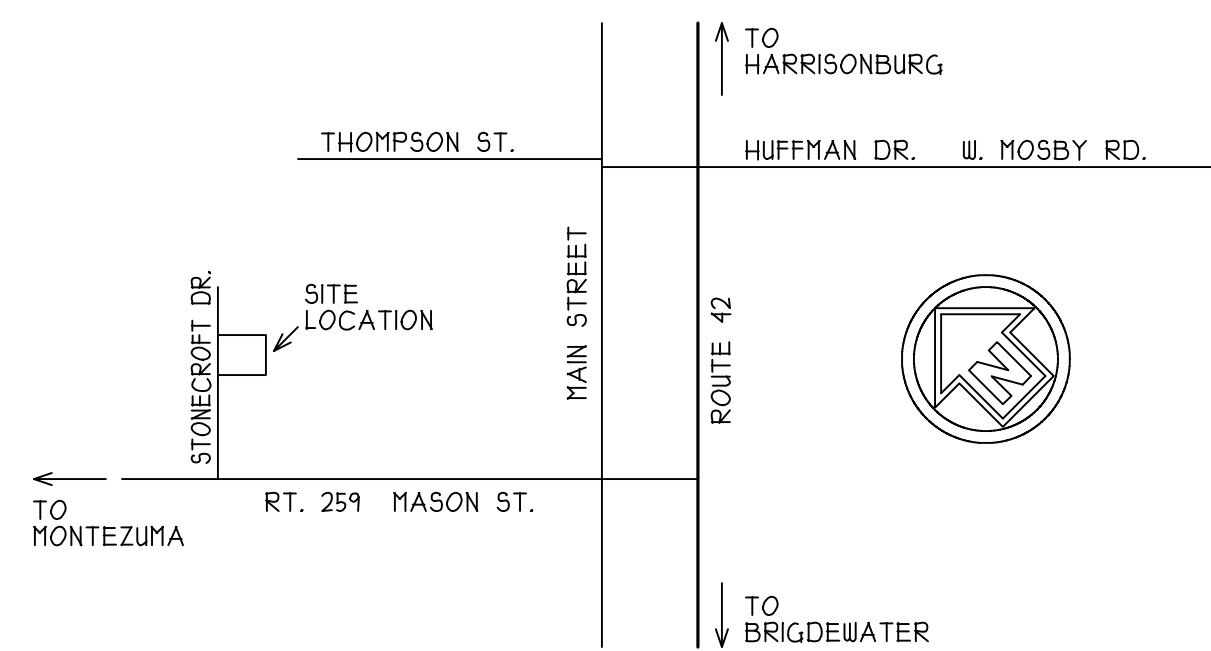 TO
HARRISONBURG
THOMPSON ST.
HUFFMAN DR. W. MOSBY RD.
MAIN STREET
ROUTE 42
STONECROFT DR.
SITE
LOCATION
N
RT. 259 MASON ST.
TO
MONTEZUMA
TO
BRIGDEWATER